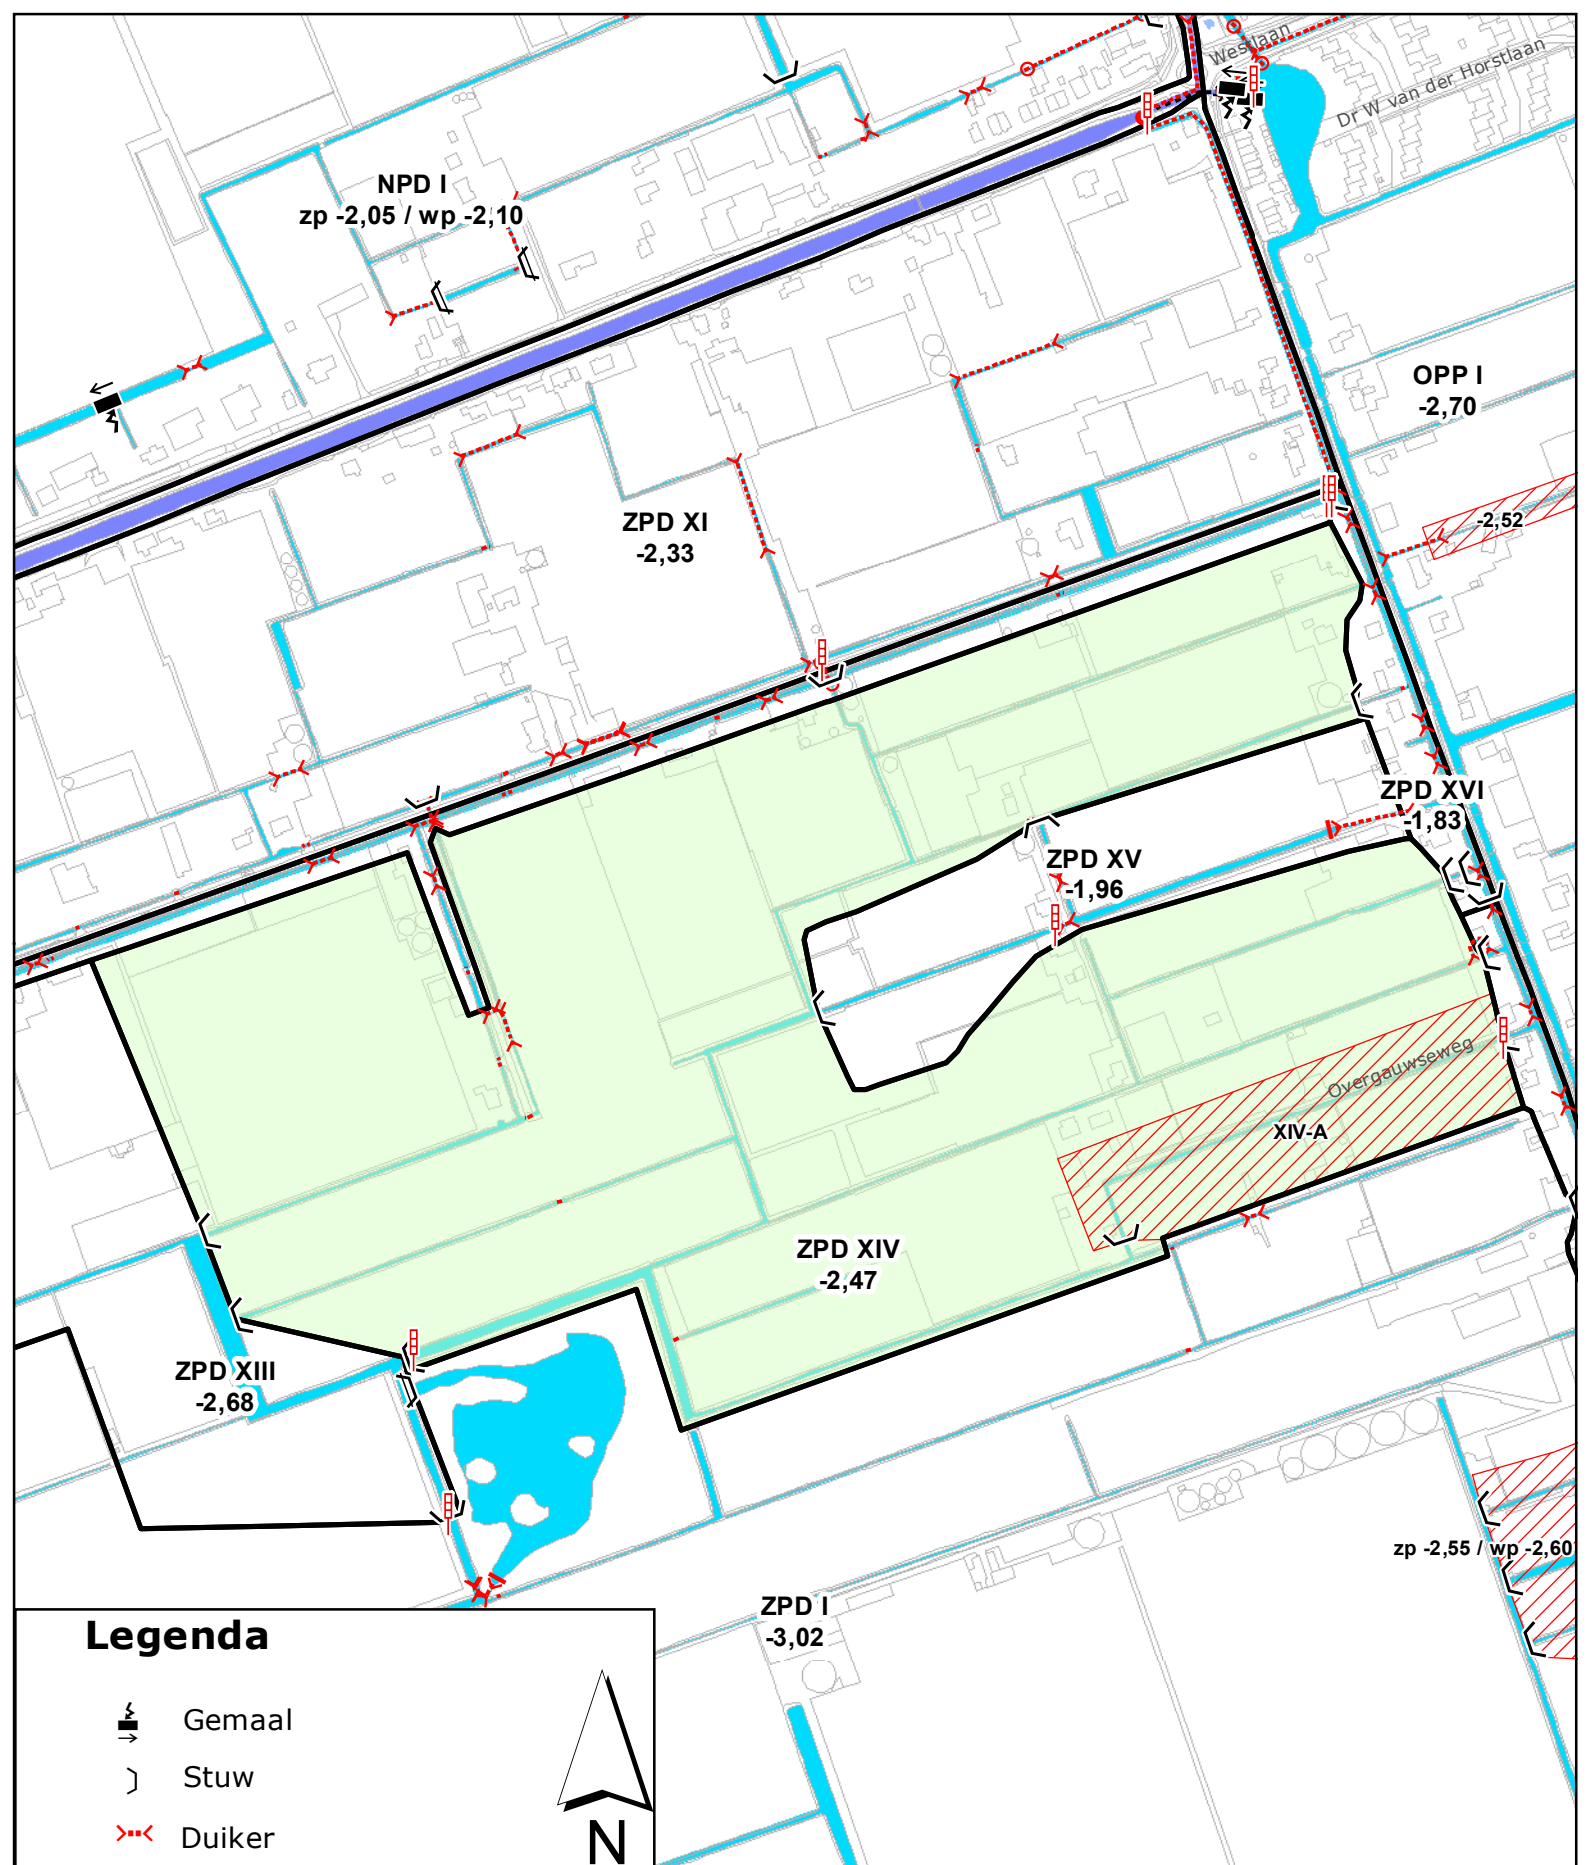 Westlaan
Dr W van der Horstlaan
NPD I
zp -2,05 / wp -2,10
OPP I
-2,70
-2,52
ZPD XI
-2,33
ZPD XVI
-1,83
ZPD XV
-1,96
Overgauwseweg
XIV-A
ZPD XIV
-2,47
ZPD XIII
-2,68
zp -2,55 / wp -2,60
ZPD I
-3,02
Legenda
Gemaal
Stuw
Duiker
N